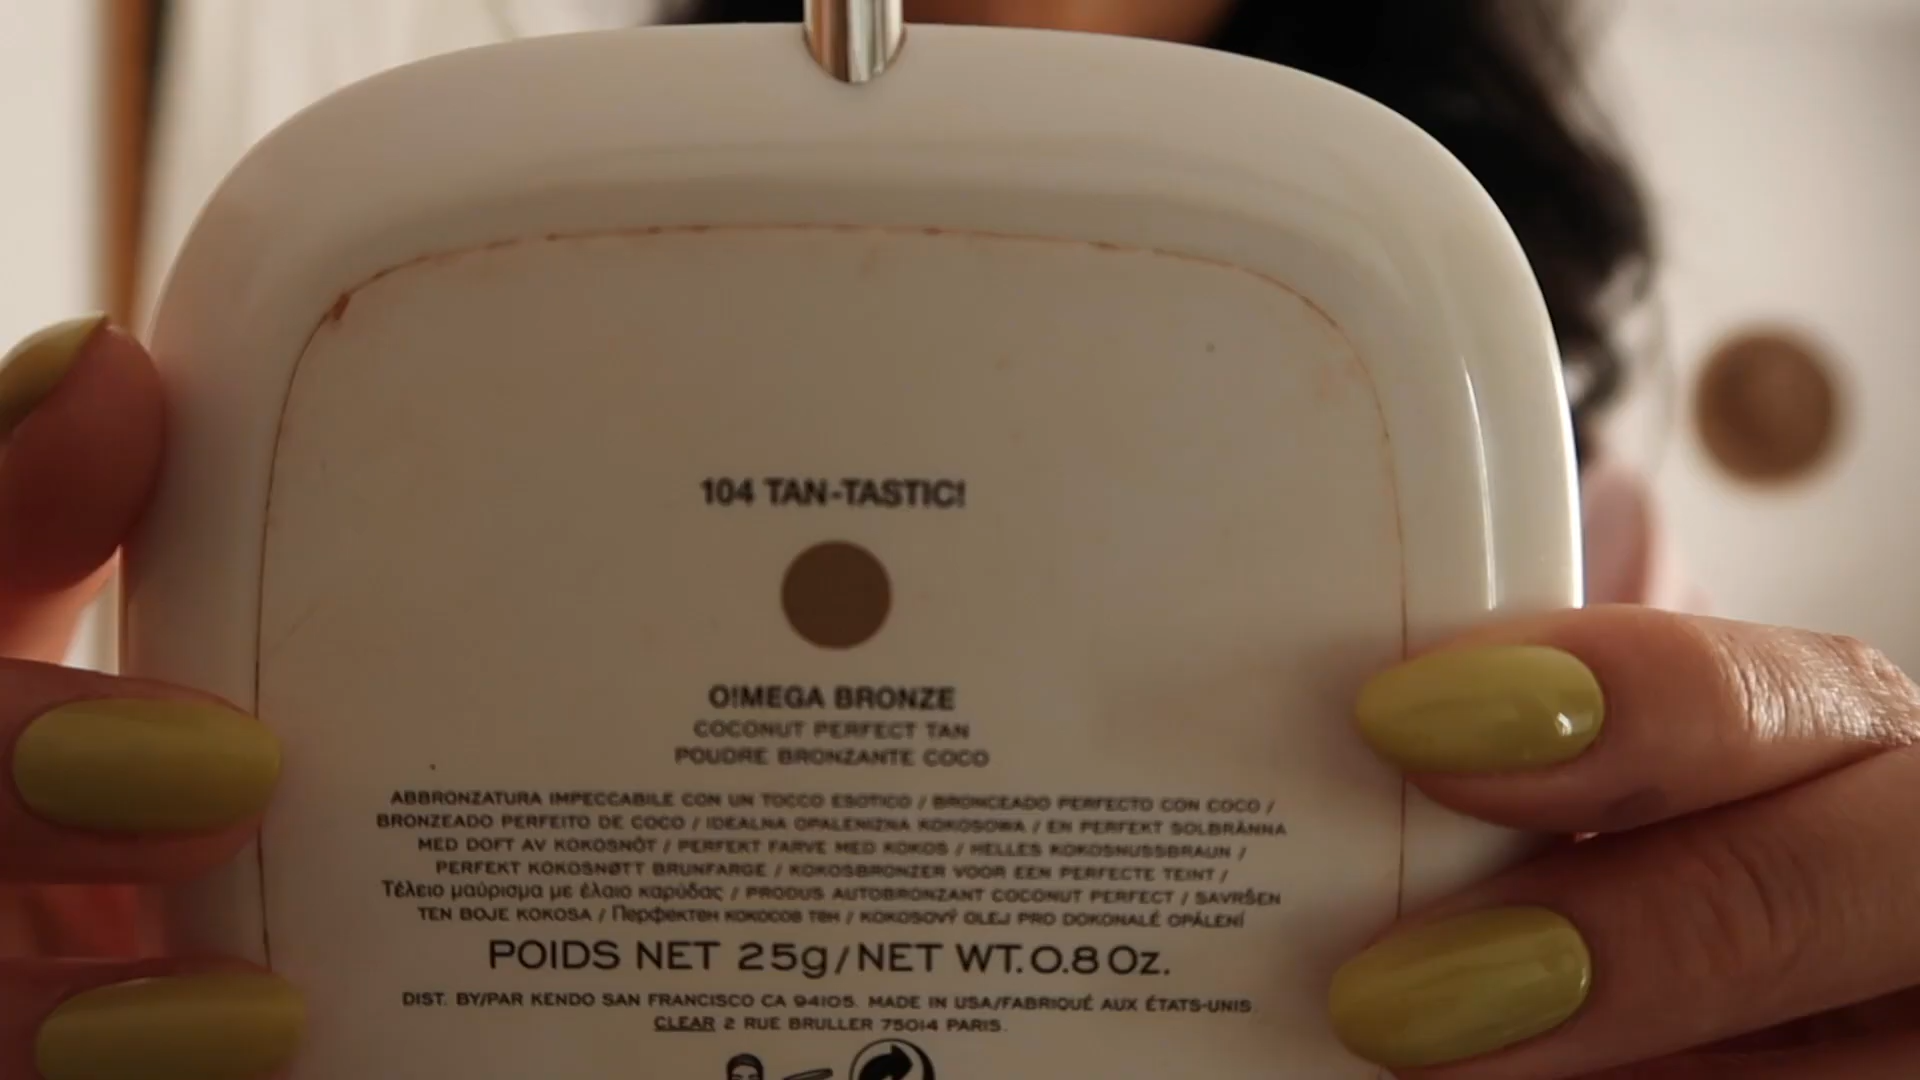 104 TAN-TASTIC!
O!MEGA BRONZE
COCONUT PERFECT TAN
POUDRE BRONZANTE COCO
ABBRONZATURA IMPECCABILE CON UN TOCCO ESOTICO / BRONCEADO PERFECTO CON COCO /
BRONZEADO PERFEITO DE COCO / IDEALNA OPALENIZNA KOKOSOWA / EN PERFEKT SOLBRÄNNA
MED DOFT AV KOKOSNÖT / PERFEKT FARVE MED KOKOS / HELLES KOKOSNUSSBRAUN /
PERFEKT KOKOSNØTT BRUNFARGE / KOKOSBRONZER VOOR EEN PERFECTE TEINT /
Τέλειο μαύρισμα με έλαιο καρύδας / PRODUS AUTOBRONZANT COCONUT PERFECT / SAVRŠEN
TEN BOJE KOKOSA / Перфектен кокосов тен / KOKOSOVÝ OLEJ PRO DOKONALÉ OPÁLENÍ
POIDS NET 25g/NET WT.0.8 Oz.
DIST. BY/PAR KENDO SAN FRANCISCO CA 94105. MADE IN USA/FABRIQUÉ AUX ÉTATS-UNIS.
CLEAR 2 RUE BRULLER 75014 PARIS.